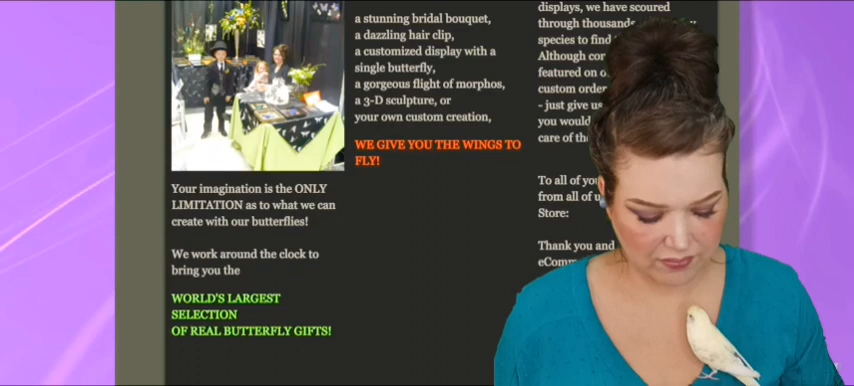 a stunning bridal bouquet,
a dazzling hair clip,
a customized display with a
single butterfly,
a gorgeous flight of morphos,
a 3-D sculpture, or
your own custom creation,
WE GIVE YOU THE WINGS TO
FLY!
Your imagination is the ONLY
LIMITATION as to what we can
create with our butterflies!
We work around the clock to
bring you the
WORLD'S LARGEST
SELECTION
OF REAL BUTTERFLY GIFTS!
displays, we have scoured
through thousands
species to find
Although
featured on
custom
- just give us
you would
care of
To all of you
from all of
Store:
Thank you and